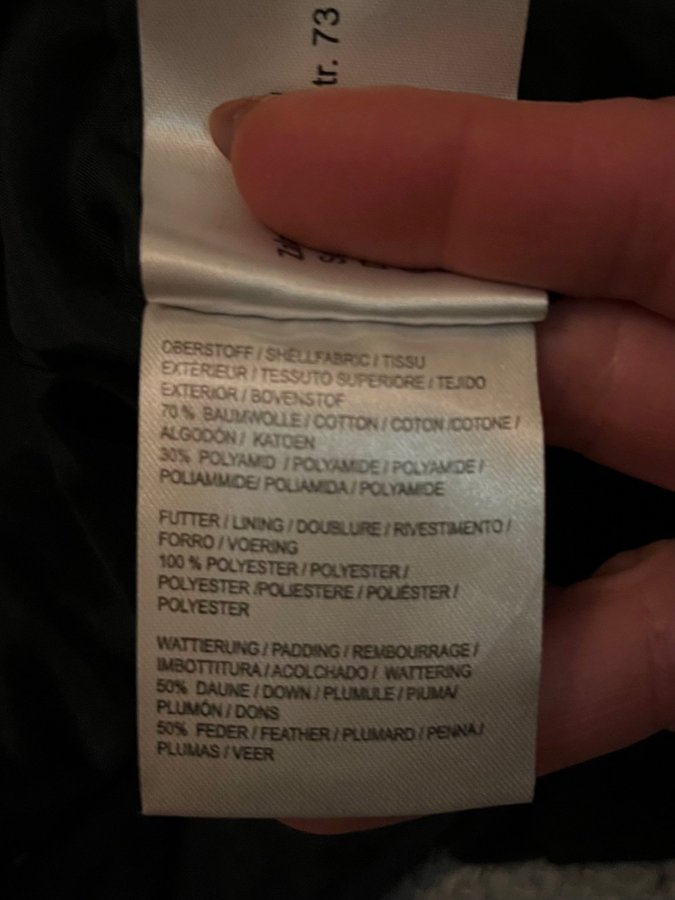 tr. 73
OBERSTOFF / SHELLFABRIC / TISSU
EXTÉRIEUR / TESSUTO SUPERIORE / TEJIDO
EXTERIOR / BOVENSTOF
70 % BAUMWOLLE / COTTON / COTON /COTONE /
ALGODÓN / KATOEN
30% POLYAMID / POLYAMIDE / POLYAMIDE /
POLIAMMIDE/ POLIAMIDA / POLYAMIDE
FUTTER / LINING / DOUBLURE / RIVESTIMENTO /
FORRO / VOERING
100 % POLYESTER / POLYESTER /
POLYESTER /POLIESTERE / POLIÉSTER /
POLYESTER
WATTIERUNG / PADDING / REMBOURRAGE /
IMBOTTITURA / ACOLCHADO / WATTERING
50% DAUNE / DOWN / PLUMULE / PIUMA/
PLUMÓN / DONS
50% FEDER / FEATHER / PLUMARD / PENNA /
PLUMAS / VEER